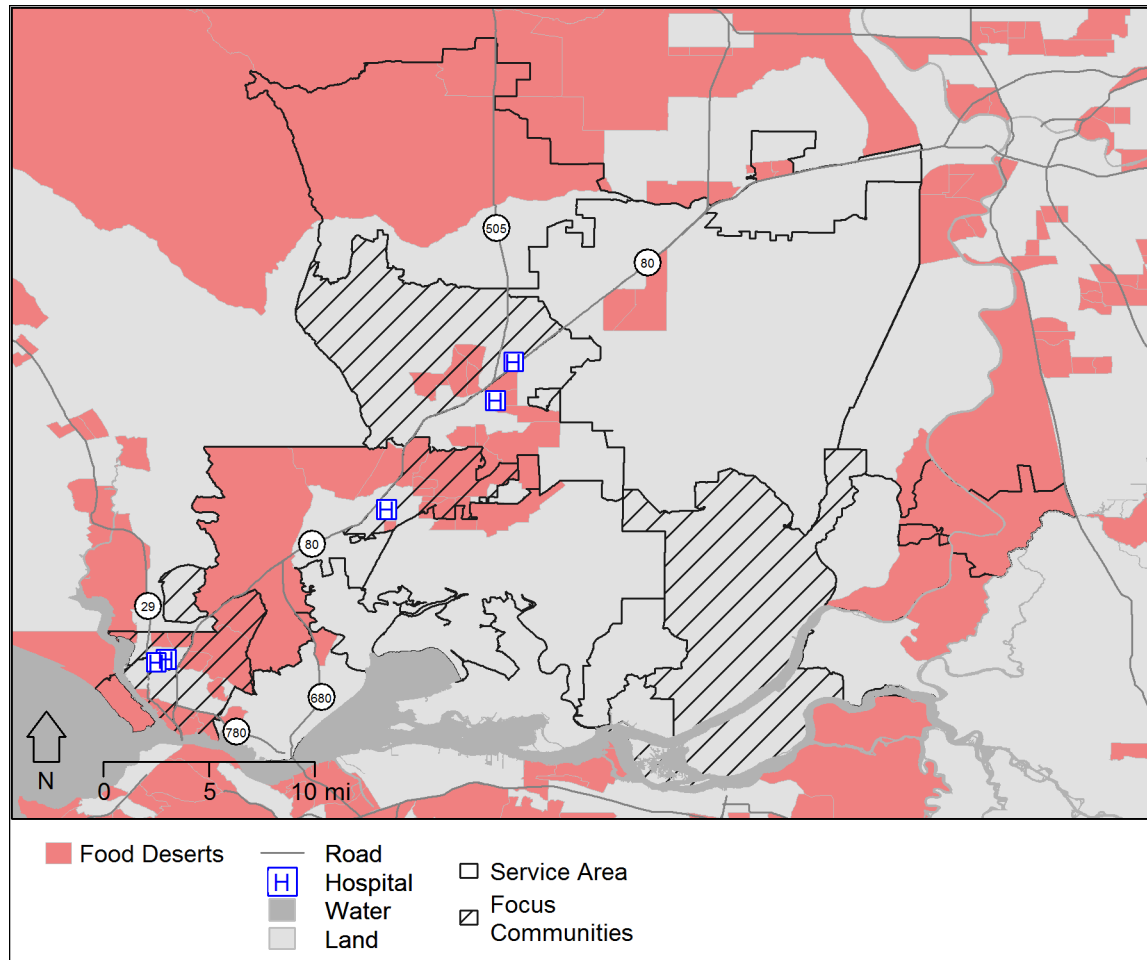 505
80
80
29
680
780
N
0 5 10 mi
Food Deserts
Road
H Hospital
Water
Land
Service Area
Focus
Communities
H
H
H
H
H